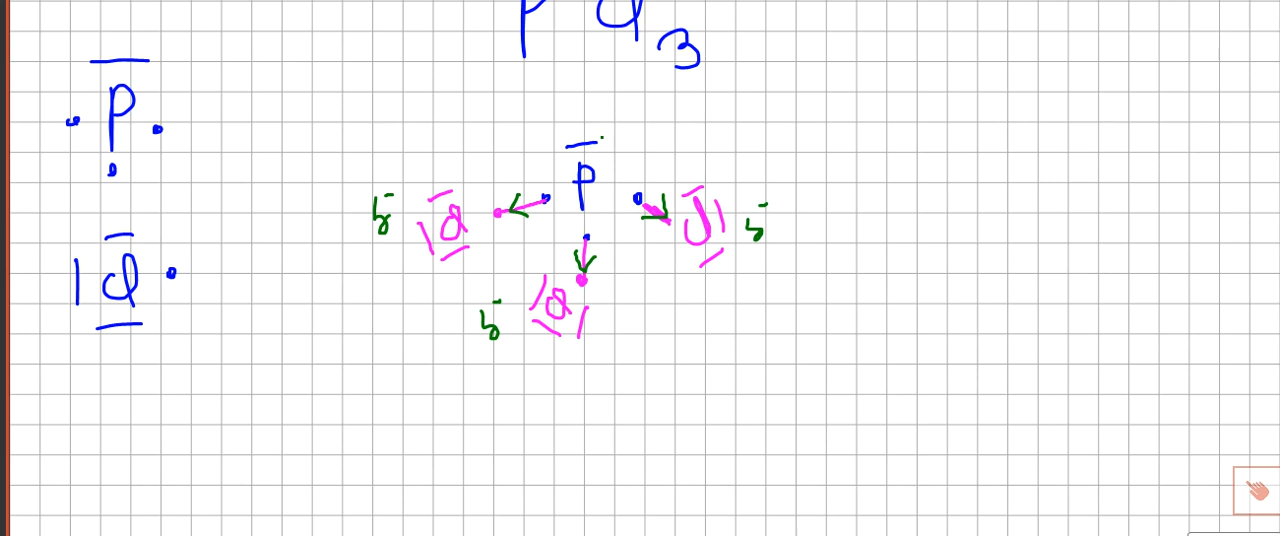 PCl₃
P
P
δ⁻ Cl Cl δ⁻
Cl
δ⁻ Cl